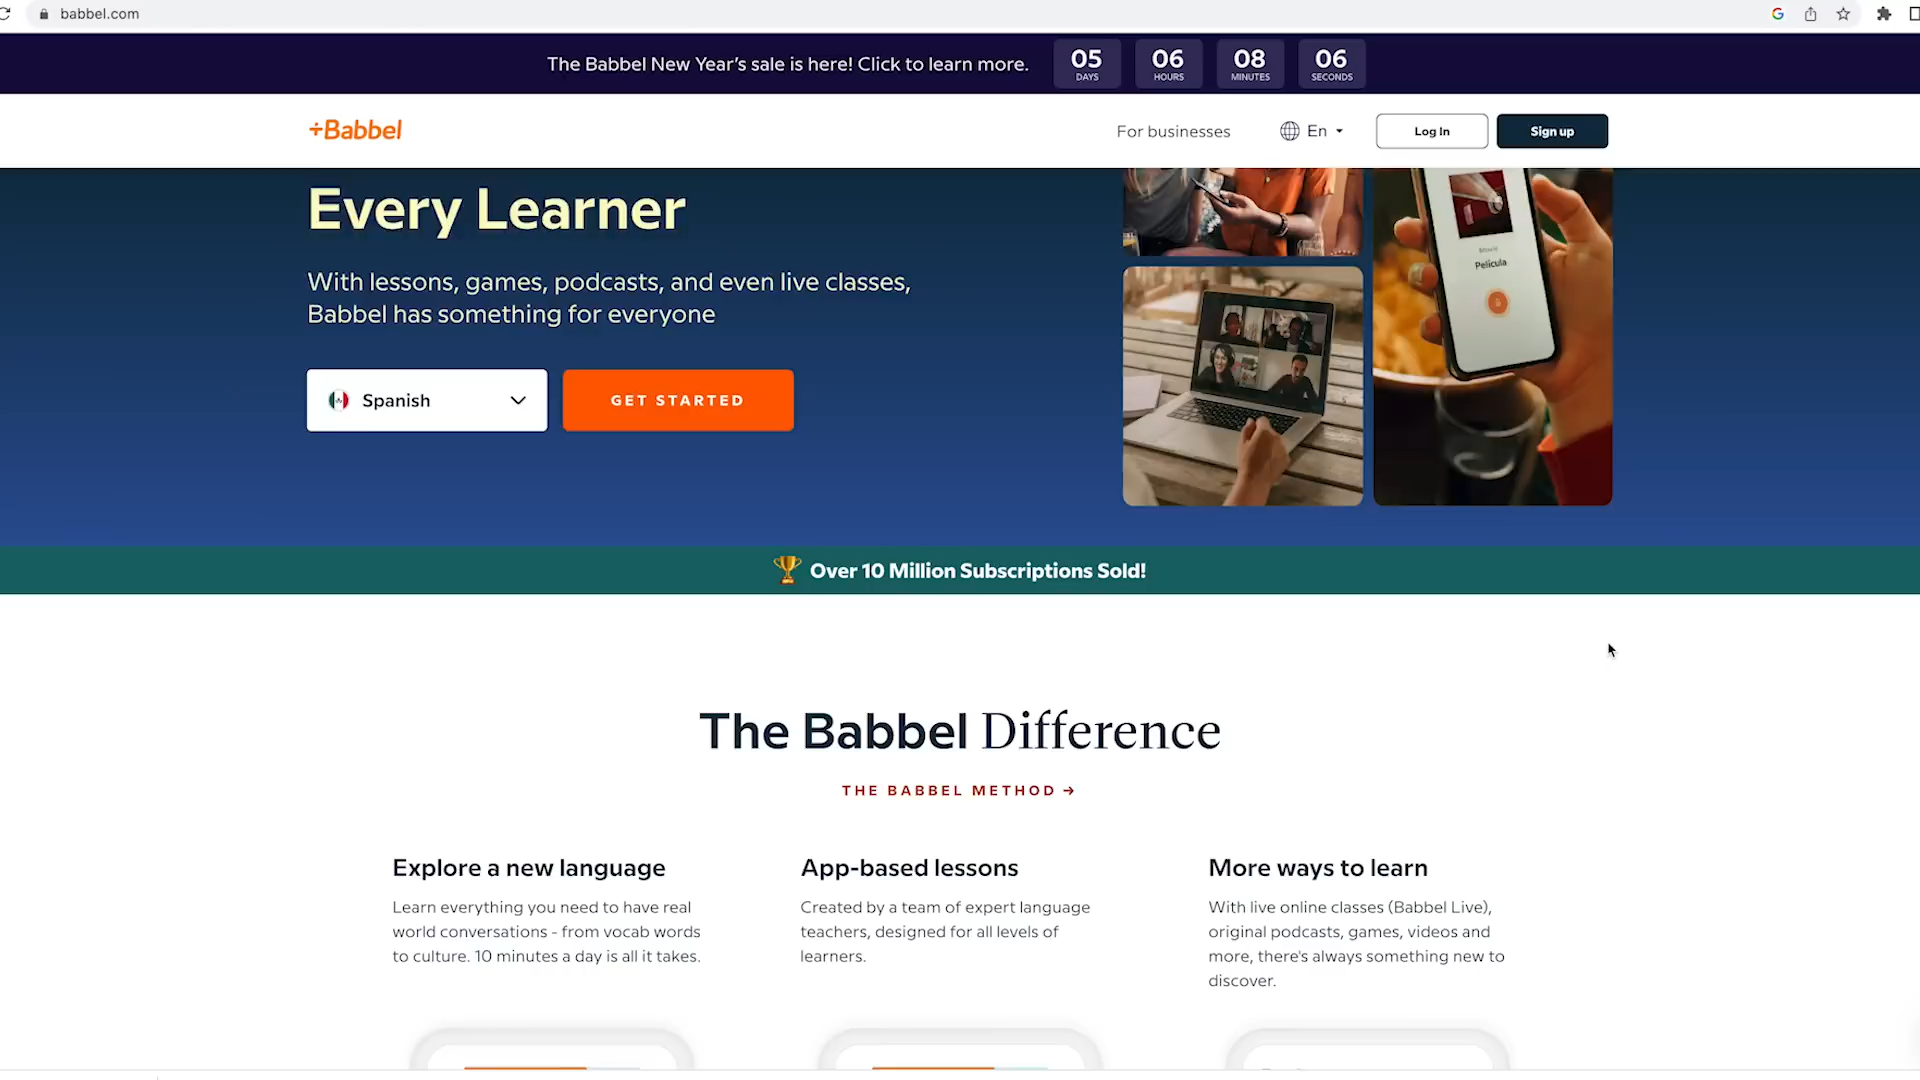 babbel.com
The Babbel New Year's sale is here! Click to learn more.
05 DAYS
06 HOURS
08 MINUTES
06 SECONDS
+Babbel
For businesses
En
Log In
Sign up
Every Learner
With lessons, games, podcasts, and even live classes,
Babbel has something for everyone
Spanish
GET STARTED
Movie
Película
Over 10 Million Subscriptions Sold!
The Babbel Difference
THE BABBEL METHOD →
Explore a new language
Learn everything you need to have real
world conversations - from vocab words
to culture. 10 minutes a day is all it takes.
App-based lessons
Created by a team of expert language
teachers, designed for all levels of
learners.
More ways to learn
With live online classes (Babbel Live),
original podcasts, games, videos and
more, there's always something new to
discover.